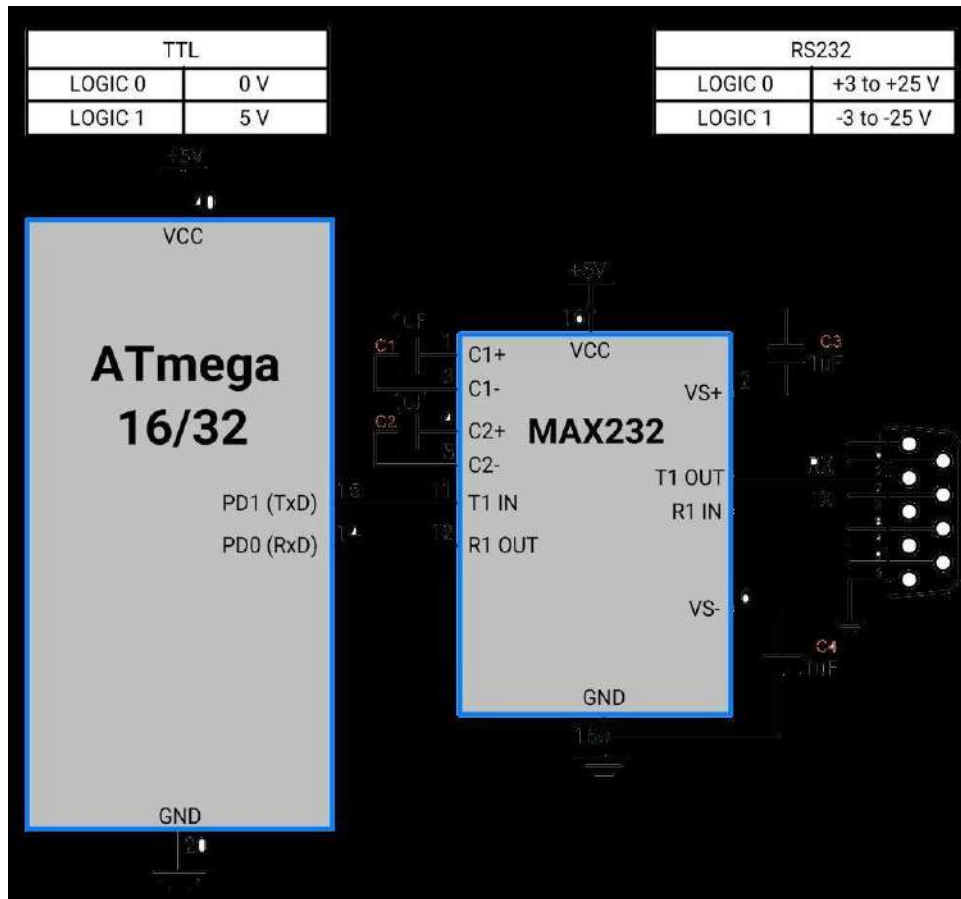 TTL
LOGIC 0 0 V
LOGIC 1 5 V
RS232
LOGIC 0 +3 to +25 V
LOGIC 1 -3 to -25 V
+5V
VCC
ATmega
16/32
PD1 (TxD)
PD0 (RxD)
GND
+5V
VCC
C1
C1+
C1-
C2
C2+
C2-
MAX232
11
T1 IN
12
R1 OUT
VS+
2
T1 OUT
R1 IN
VS-
GND
C3
1uF
C4
14